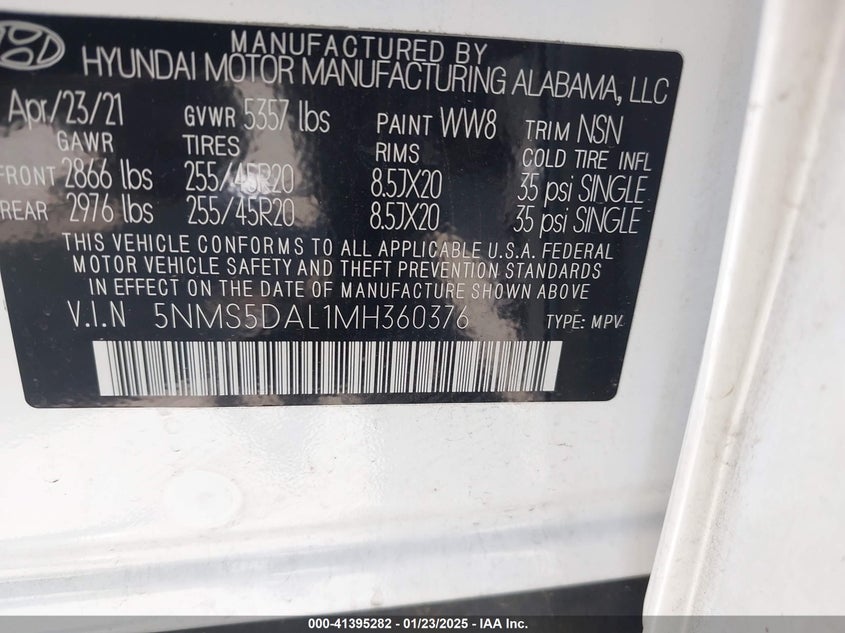 MANUFACTURED BY
HYUNDAI MOTOR MANUFACTURING ALABAMA, LLC
Apr/23/21 GVWR 5357 lbs PAINT WW8 TRIM NSN
GAWR TIRES RIMS COLD TIRE INFL
FRONT 2866 lbs 255/45R20 8.5JX20 35 psi SINGLE
REAR 2976 lbs 255/45R20 8.5JX20 35 psi SINGLE
THIS VEHICLE CONFORMS TO ALL APPLICABLE U.S.A. FEDERAL
MOTOR VEHICLE SAFETY AND THEFT PREVENTION STANDARDS
IN EFFECT ON THE DATE OF MANUFACTURE SHOWN ABOVE
V.I.N 5NMS5DAL1MH360376 TYPE: MPV
000-41395282 - 01/23/2025 - © IAA Inc.